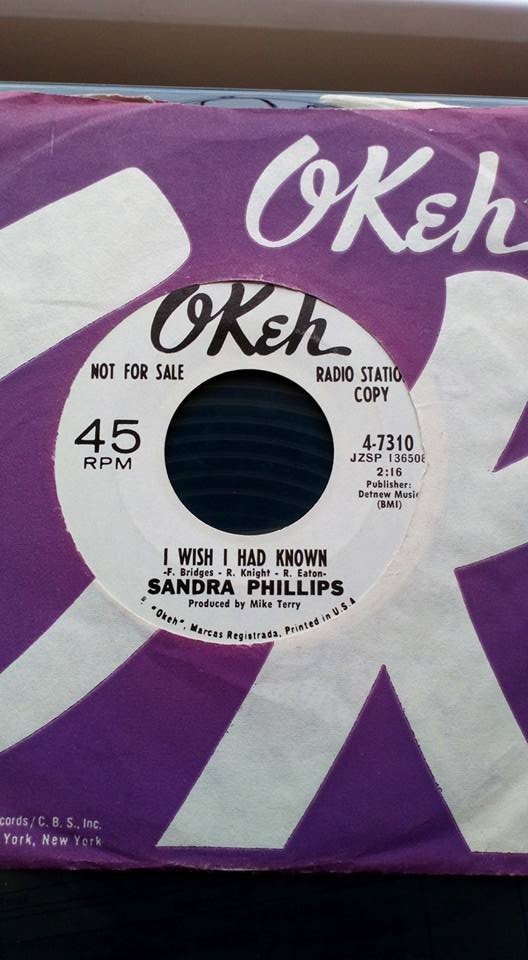 OKeh
OKeh
NOT FOR SALE
RADIO STATIO
COPY
45
RPM
4-7310
JZSP 136508
2:16
Publisher:
Detnew Music
(BMI)
I WISH I HAD KNOWN
-F. Bridges - R. Knight - R. Eaton-
SANDRA PHILLIPS
Produced by Mike Terry
"Okeh", Marcas Registrada, Printed in U.S.A
cords / C. B. S., Inc.
York, New York